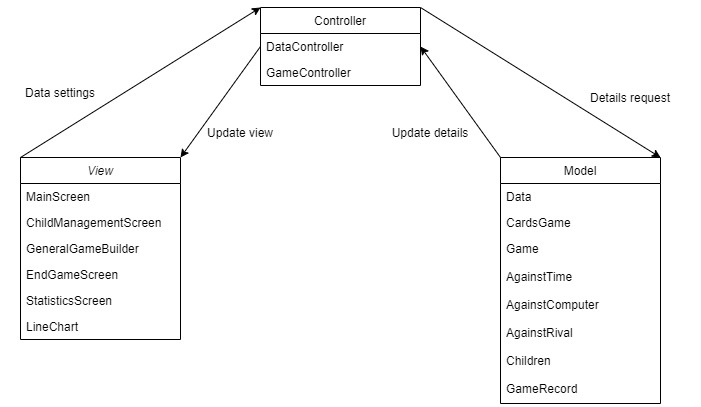 Controller
DataController
GameController
Data settings
Details request
Update view
Update details
View
MainScreen
ChildManagementScreen
GeneralGameBuilder
EndGameScreen
StatisticsScreen
LineChart
Model
Data
CardsGame
Game
AgainstTime
AgainstComputer
AgainstRival
Children
GameRecord